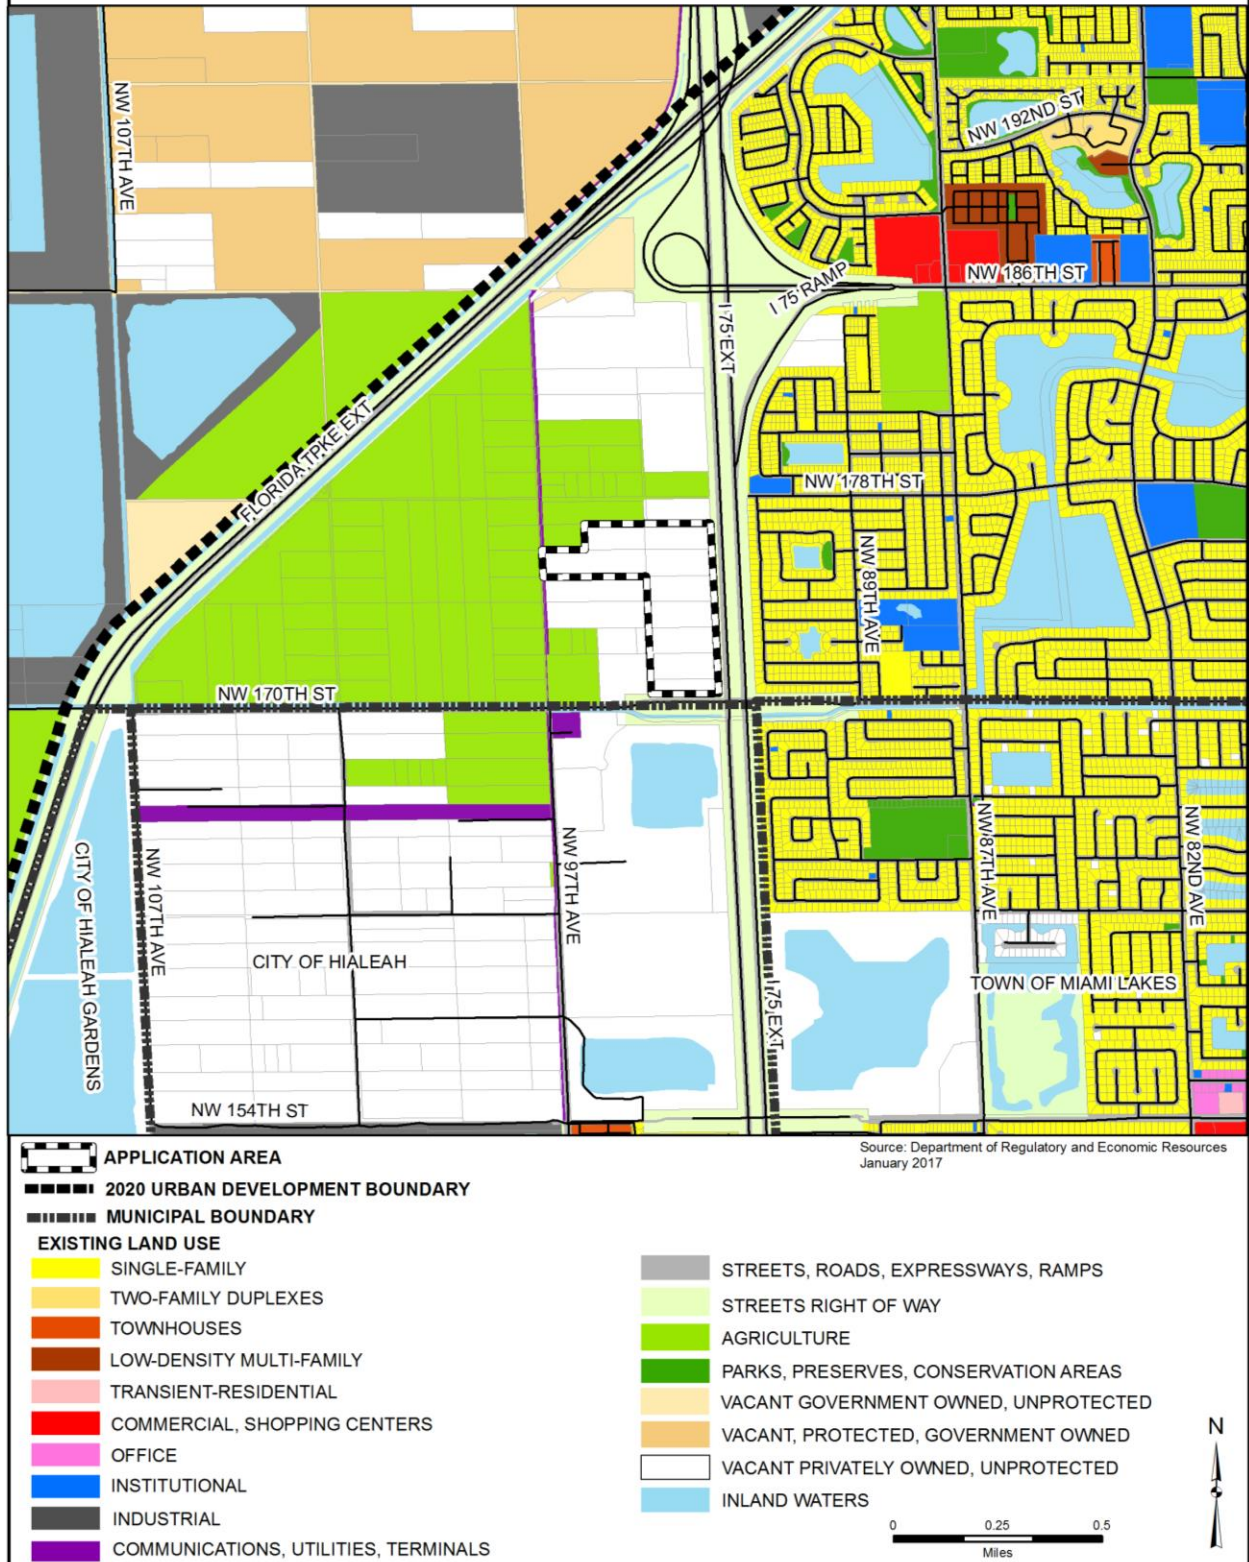 NW 107TH AVE
NW 192ND ST
NW 186TH ST
I 75 RAMP
I 75 EXT
FLORIDA TPKE EXT
NW 178TH ST
NW 89TH AVE
NW 170TH ST
CITY OF HIALEAH GARDENS
NW 107TH AVE
NW 97TH AVE
NW 87TH AVE
NW 82ND AVE
CITY OF HIALEAH
TOWN OF MIAMI LAKES
I 75 EXT
NW 154TH ST
Source: Department of Regulatory and Economic Resources
January 2017
APPLICATION AREA
2020 URBAN DEVELOPMENT BOUNDARY
MUNICIPAL BOUNDARY
EXISTING LAND USE
SINGLE-FAMILY
TWO-FAMILY DUPLEXES
TOWNHOUSES
LOW-DENSITY MULTI-FAMILY
TRANSIENT-RESIDENTIAL
COMMERCIAL, SHOPPING CENTERS
OFFICE
INSTITUTIONAL
INDUSTRIAL
COMMUNICATIONS, UTILITIES, TERMINALS
STREETS, ROADS, EXPRESSWAYS, RAMPS
STREETS RIGHT OF WAY
AGRICULTURE
PARKS, PRESERVES, CONSERVATION AREAS
VACANT GOVERNMENT OWNED, UNPROTECTED
VACANT, PROTECTED, GOVERNMENT OWNED
VACANT PRIVATELY OWNED, UNPROTECTED
INLAND WATERS
N
0 0.25 0.5
Miles